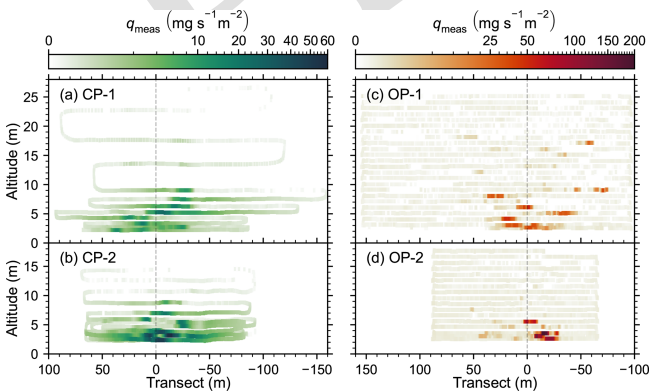 q_meas (mg s⁻¹ m⁻²)
q_meas (mg s⁻¹ m⁻²)
0 10 20 30 40 50 60
0 25 50 100 150 200
(a) CP-1
(c) OP-1
25
20
15
10
5
0
Altitude (m)
(b) CP-2
(d) OP-2
15
10
5
0
Altitude (m)
100 50 0 −50 −100 −150
150 100 50 0 −50 −100
Transect (m)
Transect (m)